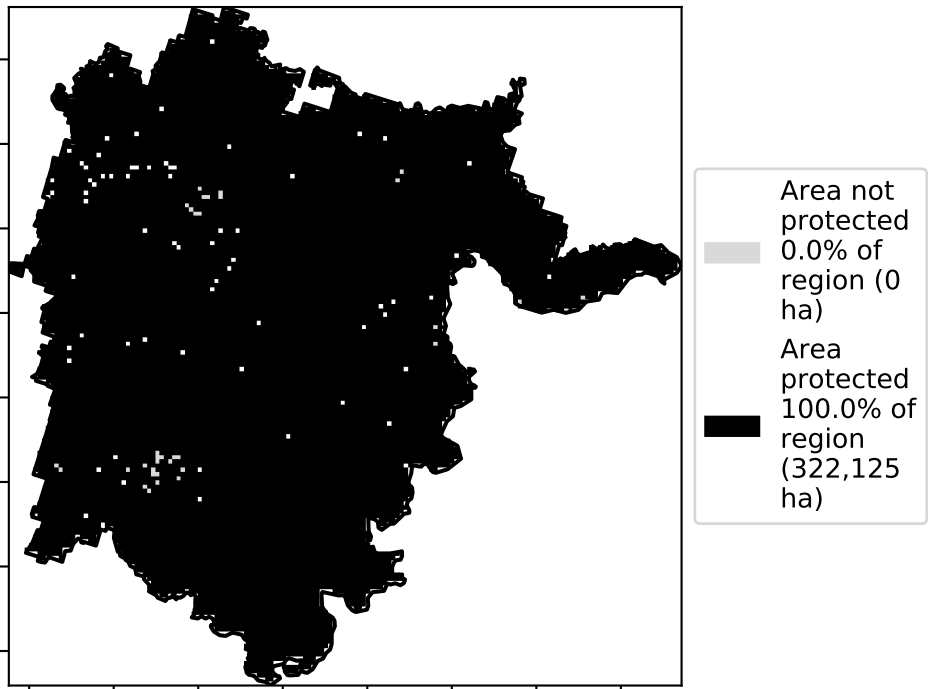 Area not
protected
0.0% of
region (0
ha)
Area
protected
100.0% of
region
(322,125
ha)